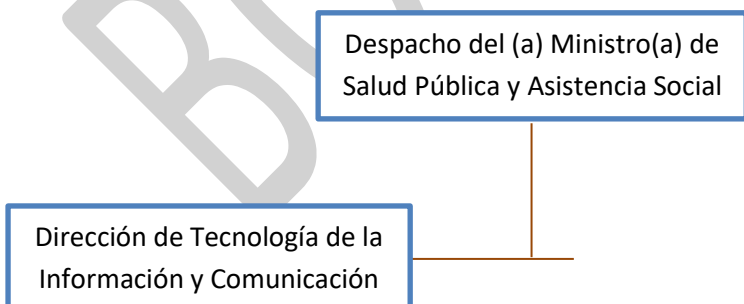 Despacho del (a) Ministro(a) de
Salud Pública y Asistencia Social
Dirección de Tecnología de la
Información y Comunicación